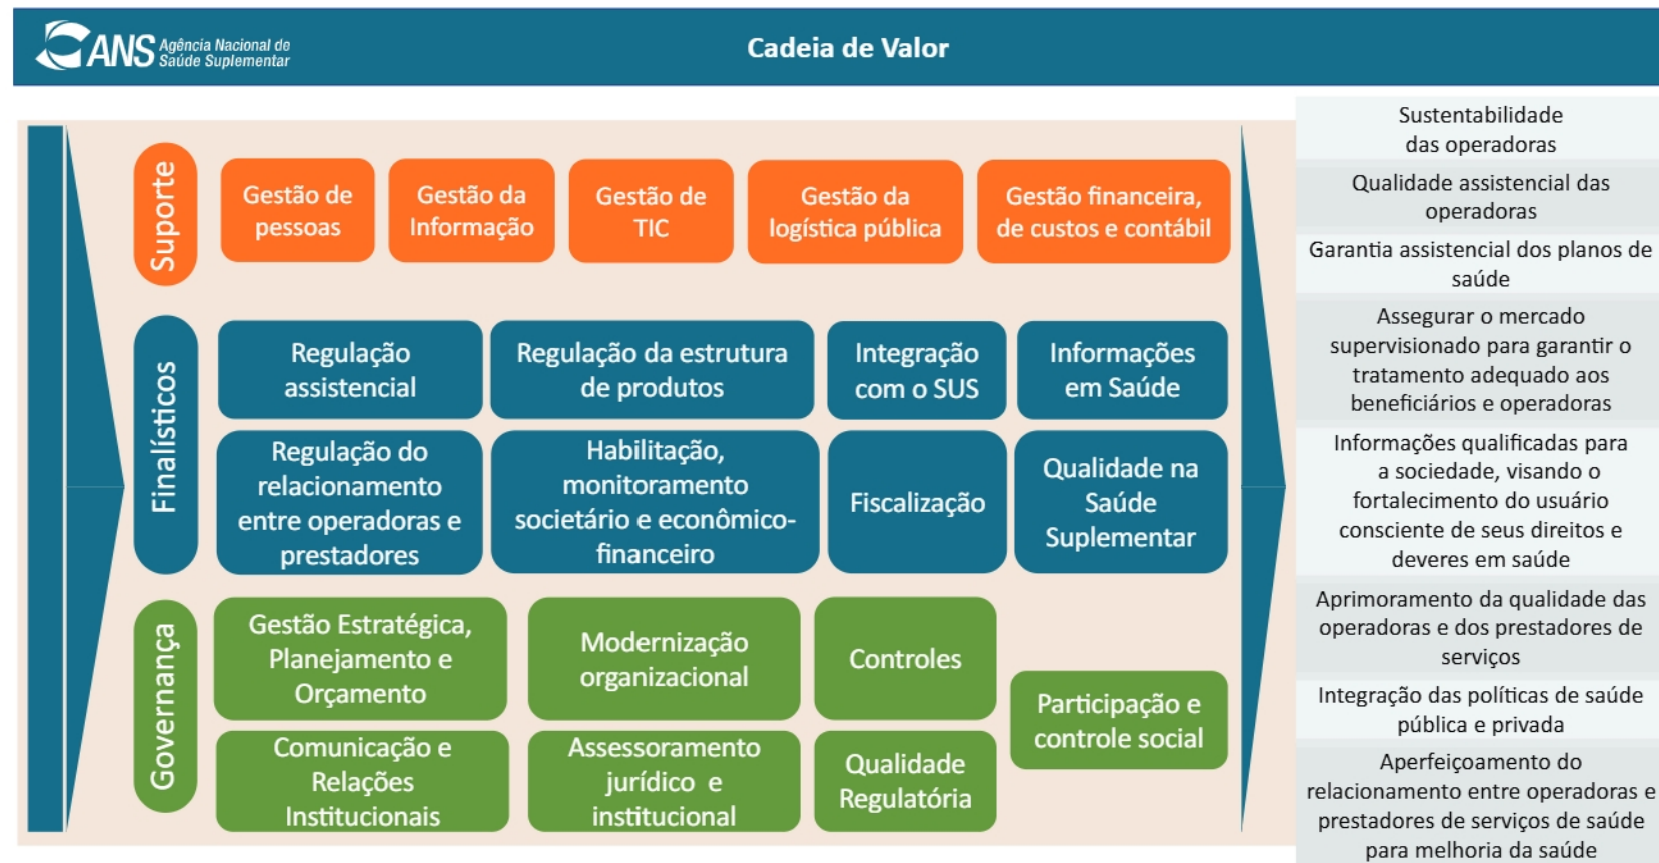 ANS Agência Nacional de
Saúde Suplementar
Cadeia de Valor
Suporte
Gestão de
pessoas
Gestão da
Informação
Gestão de
TIC
Gestão da
logística pública
Gestão financeira,
de custos e contábil
Finalísticos
Regulação
assistencial
Regulação da estrutura
de produtos
Integração
com o SUS
Informações
em Saúde
Regulação do
relacionamento
entre operadoras e
prestadores
Habilitação,
monitoramento
societário e econômico-
financeiro
Fiscalização
Qualidade na
Saúde
Suplementar
Governança
Gestão Estratégica,
Planejamento e
Orçamento
Modernização
organizacional
Controles
Participação e
controle social
Comunicação e
Relações
Institucionais
Assessoramento
jurídico e
institucional
Qualidade
Regulatória
Sustentabilidade
das operadoras
Qualidade assistencial das
operadoras
Garantia assistencial dos planos de
saúde
Assegurar o mercado
supervisionado para garantir o
tratamento adequado aos
beneficiários e operadoras
Informações qualificadas para
a sociedade, visando o
fortalecimento do usuário
consciente de seus direitos e
deveres em saúde
Aprimoramento da qualidade das
operadoras e dos prestadores de
serviços
Integração das políticas de saúde
pública e privada
Aperfeiçoamento do
relacionamento entre operadoras e
prestadores de serviços de saúde
para melhoria da saúde